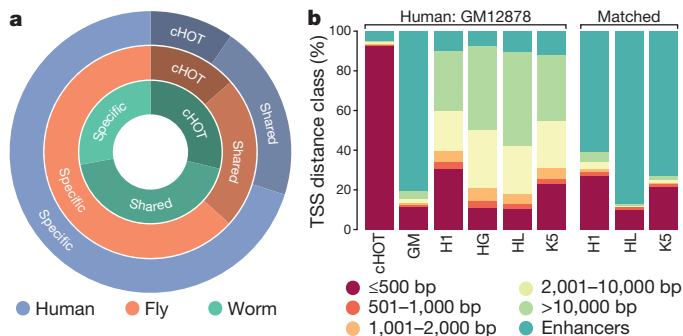 a
cHOT
cHOT
cHOT
Shared
Shared
Shared
Specific
Specific
Specific
Human
Fly
Worm
b
Human: GM12878
Matched
TSS distance class (%)
100
80
60
40
20
0
cHOT
GM
H1
HG
HL
K5
H1
HL
K5
≤500 bp
501–1,000 bp
1,001–2,000 bp
2,001–10,000 bp
>10,000 bp
Enhancers